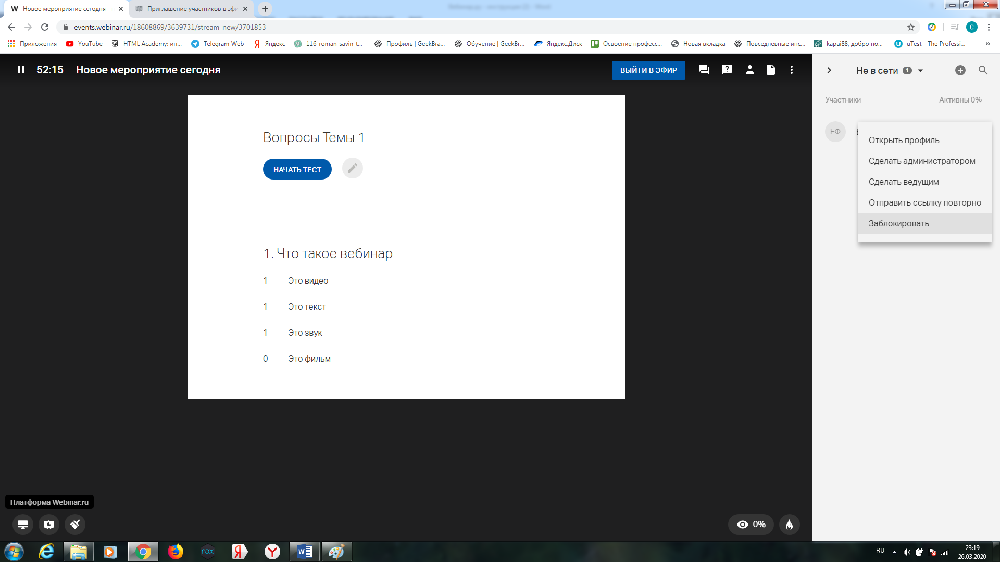 Новое мероприятие сегодня -
Приглашение участников в эфи
events.webinar.ru/18608869/3639731/stream-new/3701853
C
Приложения
YouTube
HTML Academy: ин...
Telegram Web
Яндекс
116-roman-savin-t...
Профиль | GeekBra...
Обучение | GeekBr...
Яндекс.Диск
Освоение професс...
Новая вкладка
Повседневные инс...
kapai88, добро по...
uTest - The Professi...
52:15
Новое мероприятие сегодня
ВЫЙТИ В ЭФИР
Не в сети 1
Участники
Активны 0%
ЕФ
Открыть профиль
Сделать администратором
Сделать ведущим
Отправить ссылку повторно
Заблокировать
Вопросы Темы 1
НАЧАТЬ ТЕСТ
1. Что такое вебинар
1 Это видео
1 Это текст
1 Это звук
0 Это фильм
Платформа Webinar.ru
0%
nox
RU
23:19
26.03.2020